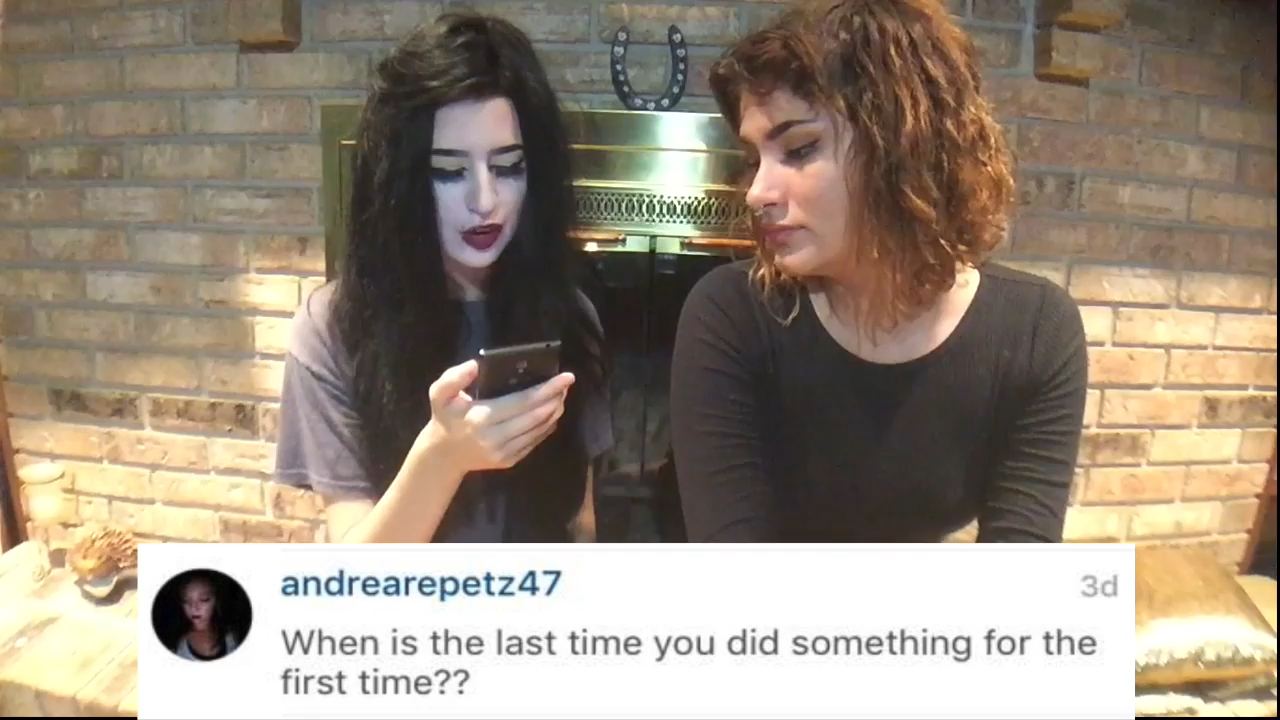 andrearepetz47
3d
When is the last time you did something for the
first time??